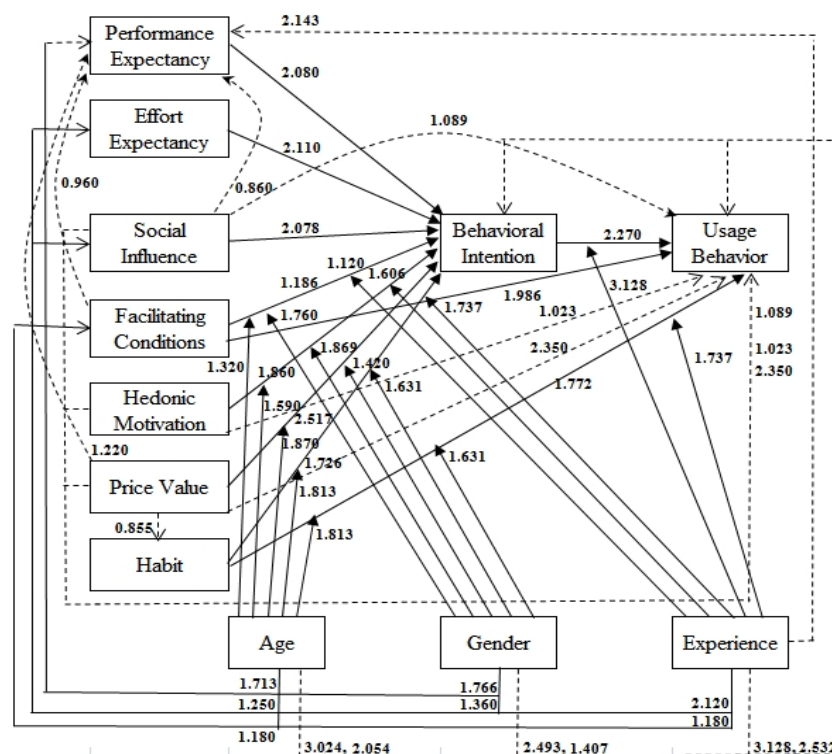 2.143
Performance
Expectancy
2.080
Effort
Expectancy
2.110
1.089
0.960
0.860
Social
Influence
2.078
Behavioral
Intention
2.270
Usage
Behavior
1.120
1.606
1.186
3.128
Facilitating
Conditions
1.760
1.737
1.986
1.023
1.089
1.320
1.869
2.350
1.737
1.023
1.860
1.420
2.350
Hedonic
Motivation
1.631
1.772
1.590
2.517
1.220
1.870
1.631
1.726
Price Value
1.813
0.855
1.813
Habit
Age
Gender
Experience
1.713
1.766
1.250
1.360
2.120
1.180
1.180
3.024, 2.054
2.493, 1.407
3.128, 2.532